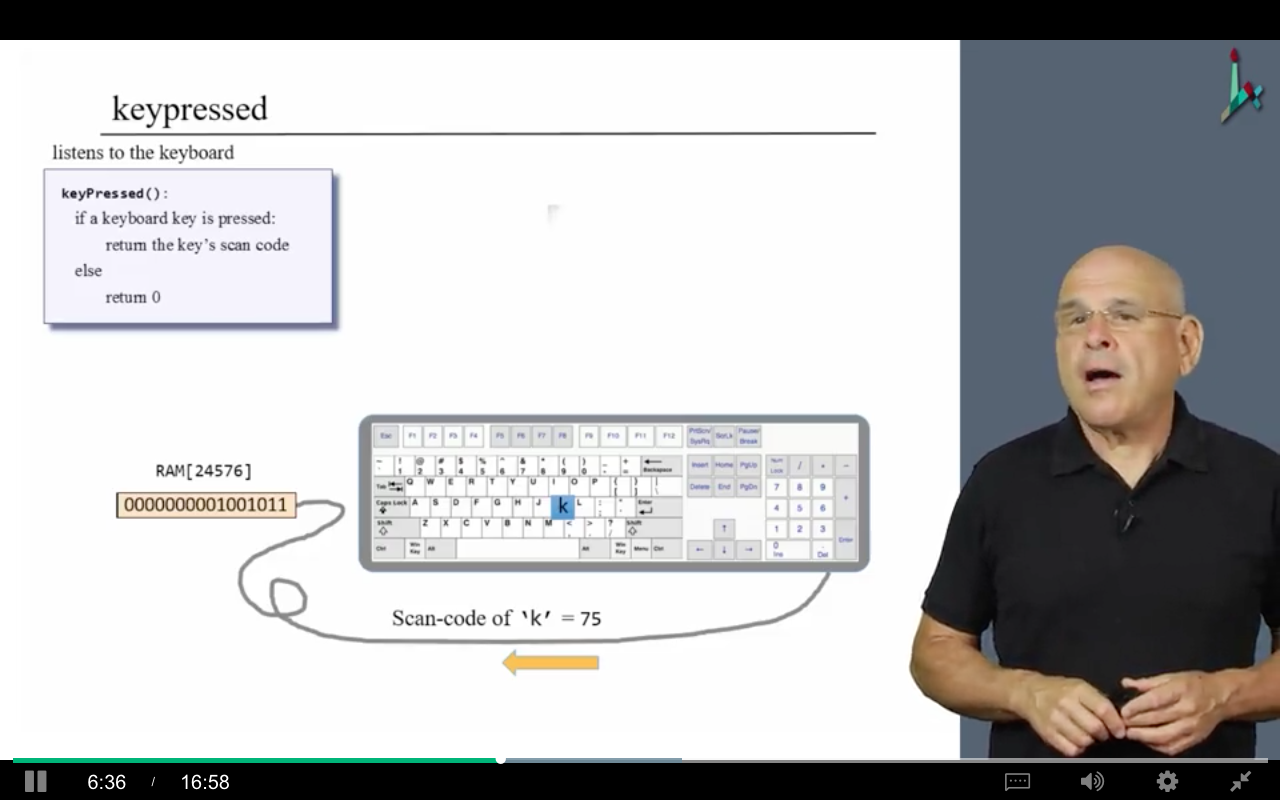 keypressed
listens to the keyboard
keyPressed():
if a keyboard key is pressed:
return the key’s scan code
else
return 0
RAM[24576]
0000000001001011
Esc F1 F2 F3 F4 F5 F6 F7 F8 F9 F10 F11 F12 PrtScn/ SysRq ScrLk Pause/ Break
~ ! 1 @ 2 # 3 $ 4 % 5 ^ 6 & 7 * 8 ( 9 ) 0 _ - + = Backspace Insert Home PgUp Num Lock / -
Tab Q W E R T Y U I O P { [ } ] | \ Delete End PgDn 7 8 9 +
Caps Lock A S D F G H J k L : ; Enter 4 5 6
Shift Z X C V B N M < , > . ? / Shift ↑ 1 2 3 Enter
Ctrl Win Key Alt Alt Win Key Menu Ctrl ← ↓ → 0 Ins . Del
Scan-code of ‘k’ = 75
6:36 / 16:58